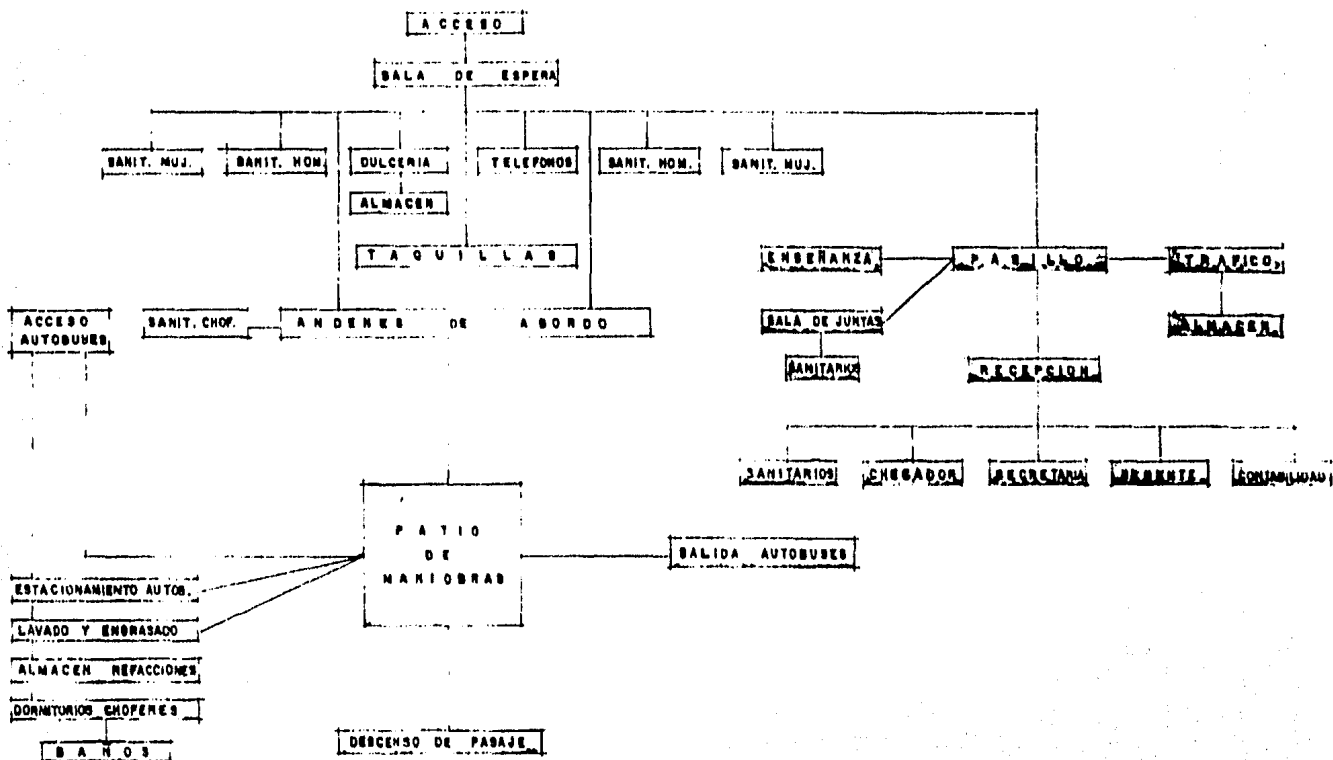 ACCESO
SALA DE ESPERA
SANIT. MUJ.
SANIT. HOM.
DULCERIA
TELEFONOS
SANIT. HOM.
SANIT. MUJ.
ALMACEN
TAQUILLAS
ENSEÑANZA
PASILLO
TRAFICO
ACCESO
AUTOBUSES
SANIT. CHOF.
ANDENES DE ABORDO
SALA DE JUNTAS
ALMACEN
SANITARIO
RECEPCION
SANITARIOS
CHECADOR
SECRETARIA
GERENTE
CONTABILIDAD
PATIO
DE
MANIOBRAS
SALIDA AUTOBUSES
ESTACIONAMIENTO AUTOS.
LAVADO Y ENGRASADO
ALMACEN REFACCIONES
DORMITORIOS CHOFERES
BAÑOS
DESCENSO DE PASAJE